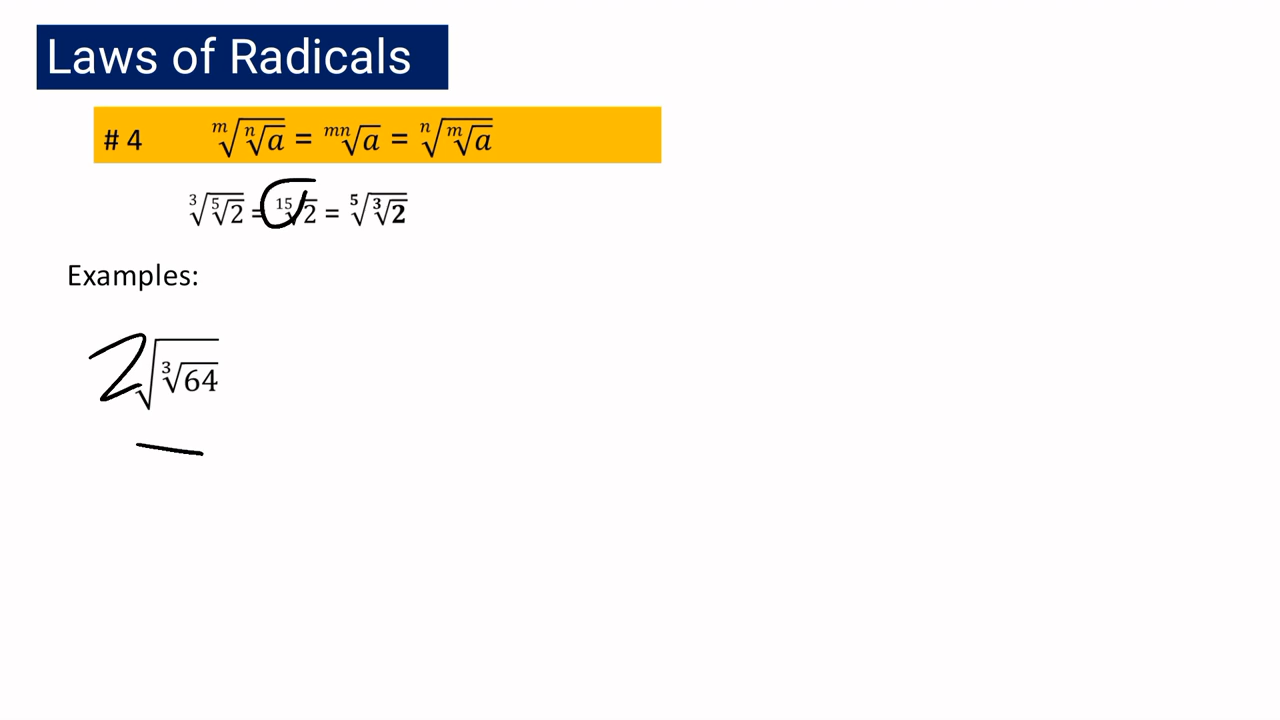 Laws of Radicals
# 4 ᵐ√ⁿ√a = ᵐⁿ√a = ⁿ√ᵐ√a
³√⁵√2 = ¹⁵√2 = ⁵√³√2
Examples:
2√³√64